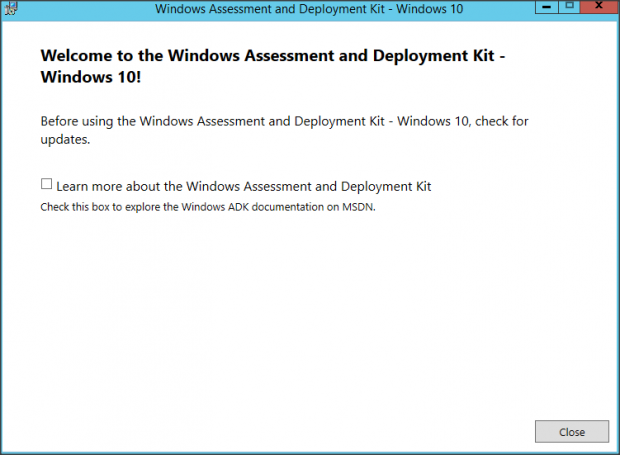 Windows Assessment and Deployment Kit - Windows 10
Welcome to the Windows Assessment and Deployment Kit -
Windows 10!
Before using the Windows Assessment and Deployment Kit - Windows 10, check for
updates.
Learn more about the Windows Assessment and Deployment Kit
Check this box to explore the Windows ADK documentation on MSDN.
Close